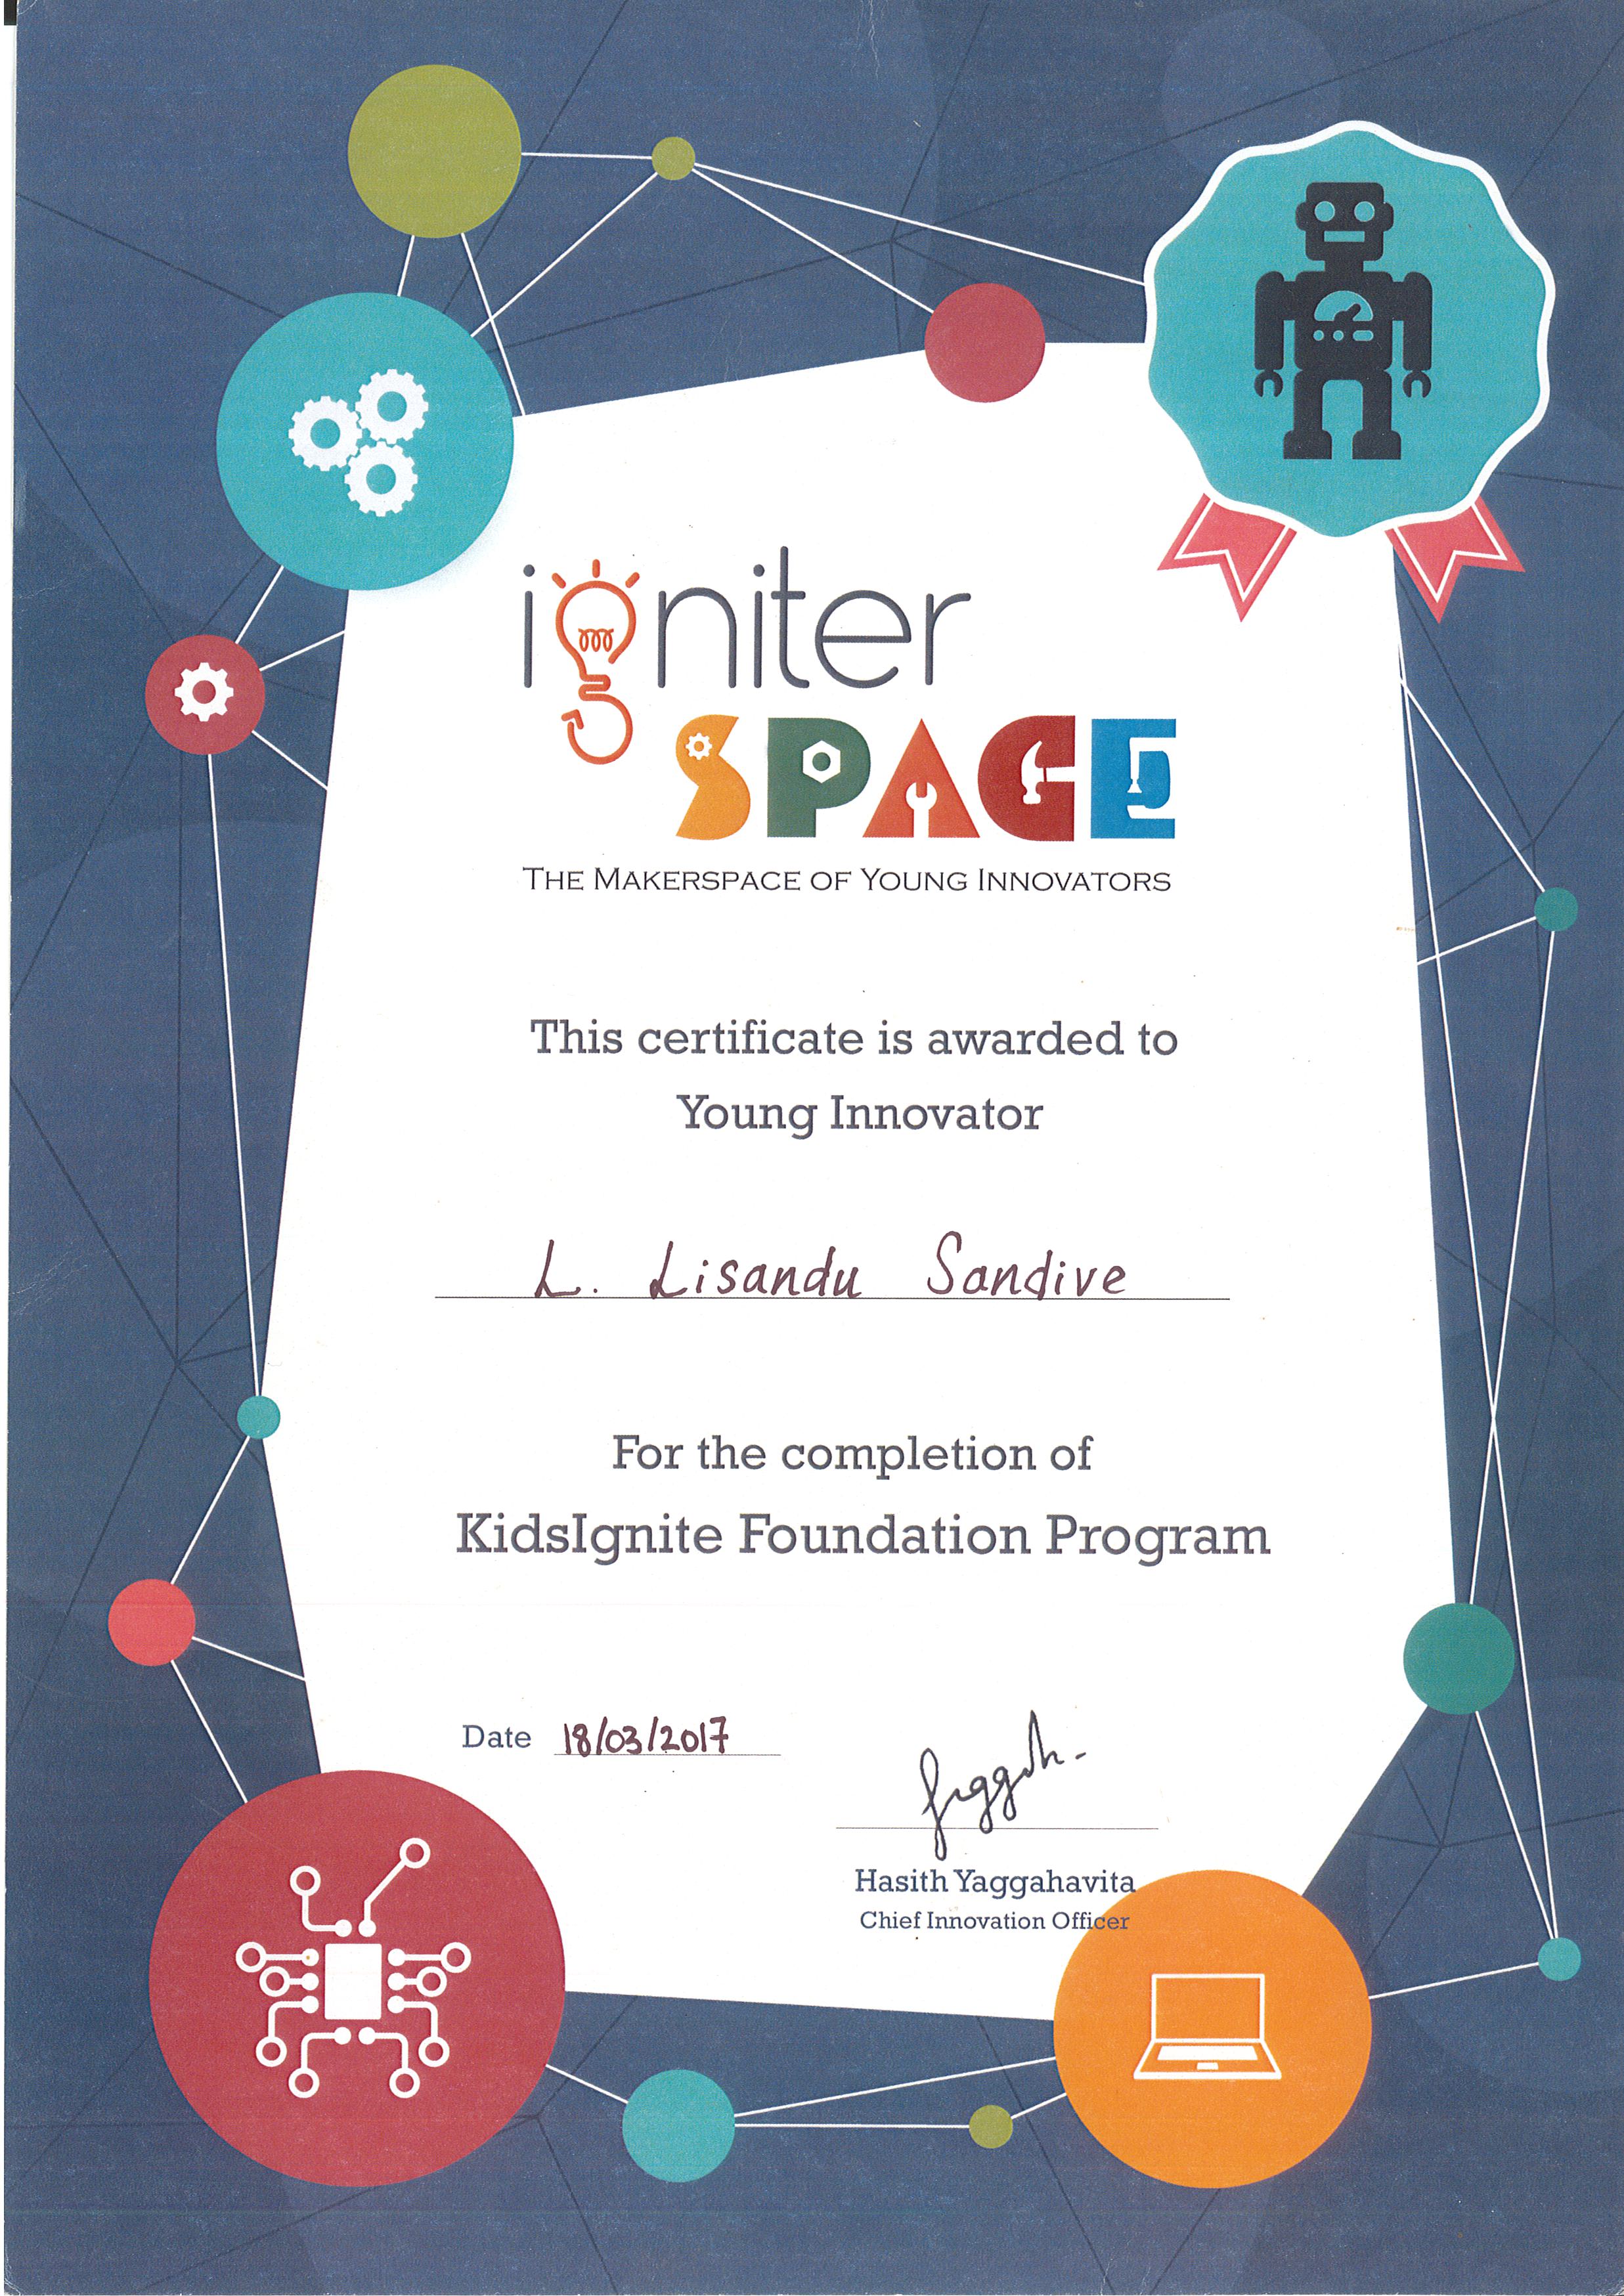 igniter
SPACE
THE MAKERSPACE OF YOUNG INNOVATORS
This certificate is awarded to
Young Innovator
L. Lisandu Sandive
For the completion of
KidsIgnite Foundation Program
Date 18/03/2017
Hasith Yaggahavita
Chief Innovation Officer